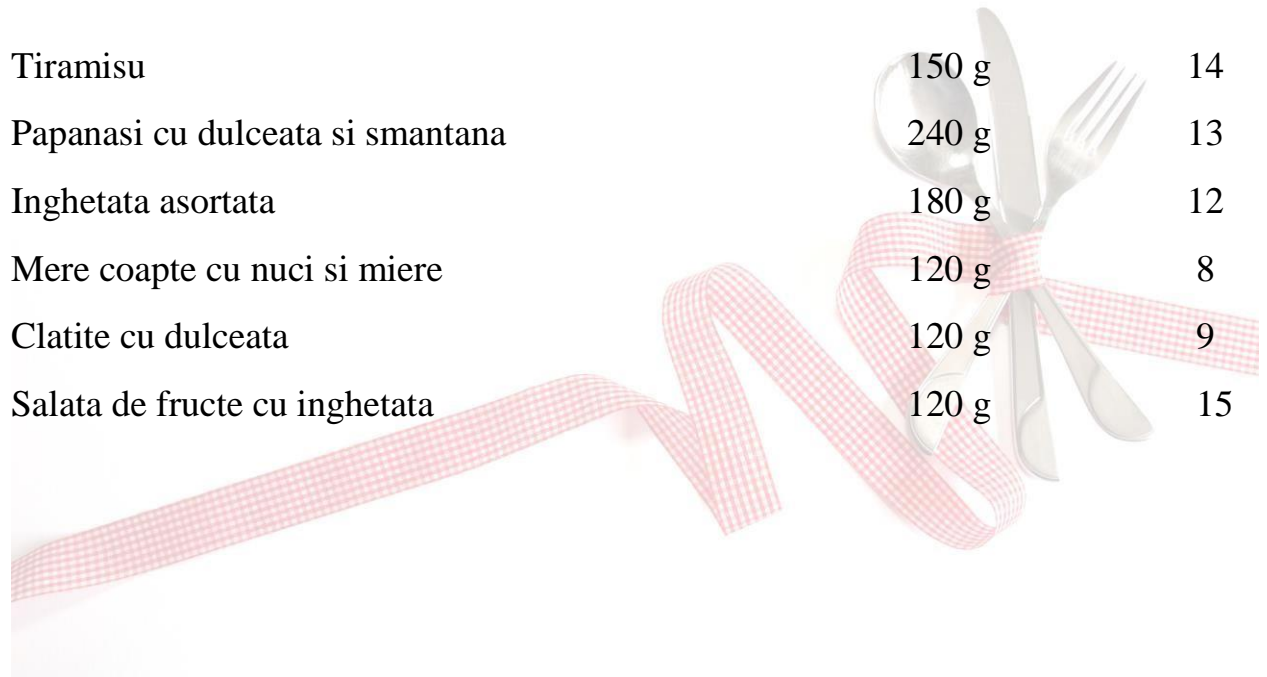 Tiramisu 150 g 14
Papanasi cu dulceata si smantana 240 g 13
Inghetata asortata 180 g 12
Mere coapte cu nuci si miere 120 g 8
Clatite cu dulceata 120 g 9
Salata de fructe cu inghetata 120 g 15